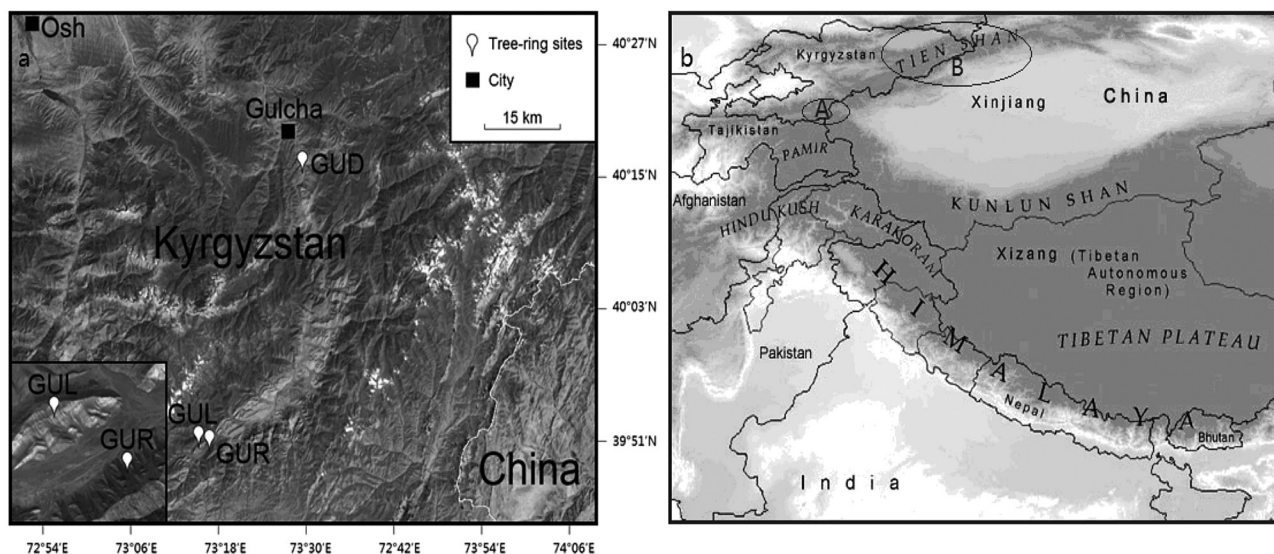 Osh
a
Tree-ring sites
City
15 km
Gulcha
GUD
Kyrgyzstan
GUL
GUR
GUL
GUR
China
40°27'N
40°15'N
40°03'N
39°51'N
72°54'E
73°06'E
73°18'E
73°30'E
72°42'E
73°54'E
74°06'E
b
Kyrgyzstan
TIEN SHAN
B
A
Xinjiang
China
Tajikistan
PAMIR
Afghanistan
HINDU KUSH
KARAKORAM
KUNLUN SHAN
Xizang (Tibetan
Autonomous
Region)
HIMALAYA
TIBETAN PLATEAU
Pakistan
Nepal
Bhutan
India